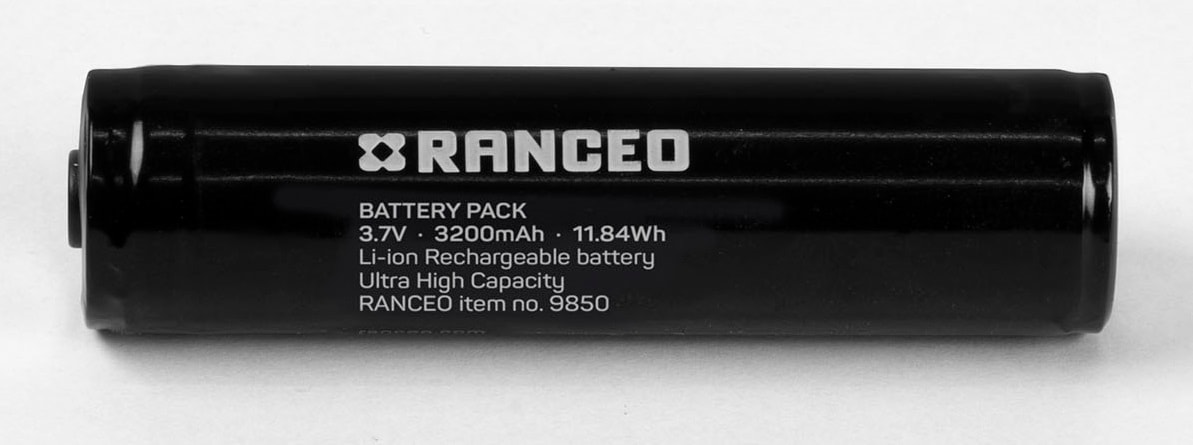 RANCEO
BATTERY PACK
3.7V · 3200mAh · 11.84Wh
Li-ion Rechargeable battery
Ultra High Capacity
RANCEO item no. 9850